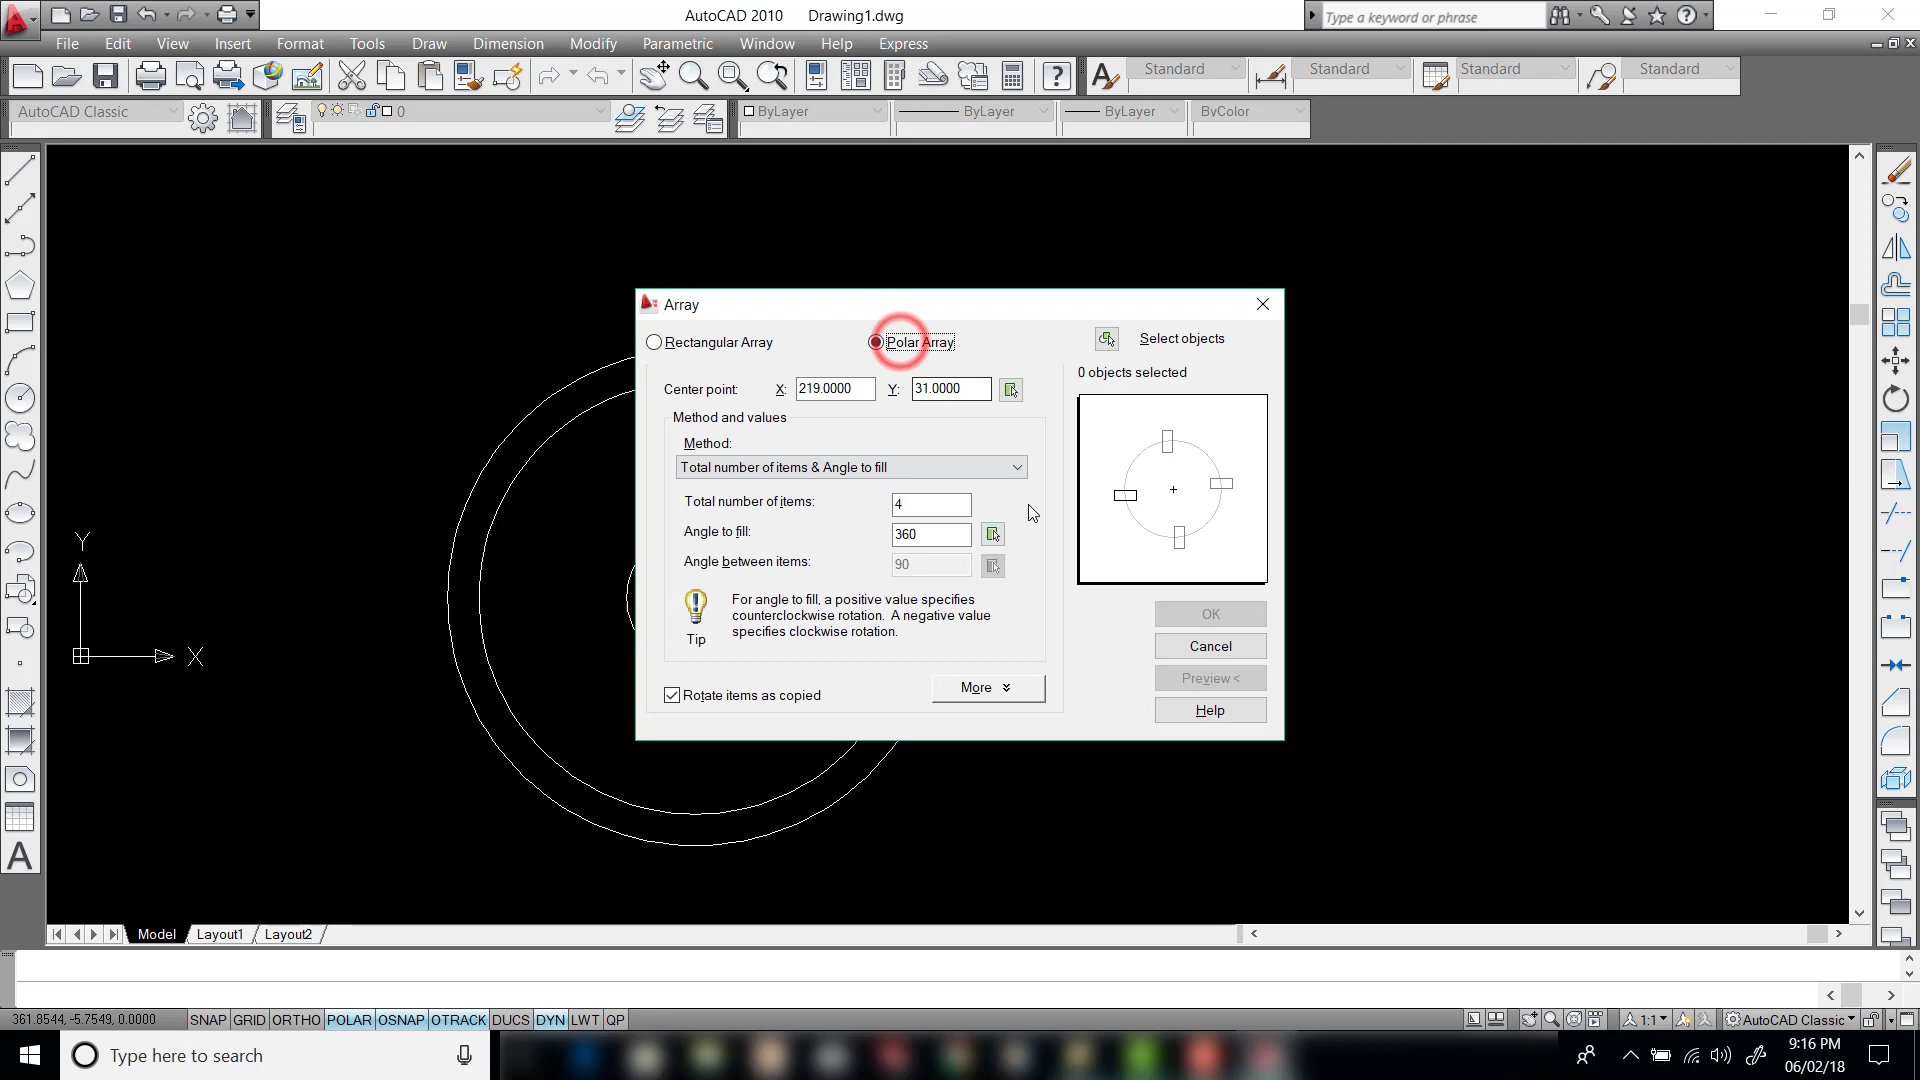 AutoCAD 2010 Drawing1.dwg
Type a keyword or phrase
File Edit View Insert Format Tools Draw Dimension Modify Parametric Window Help Express
Standard Standard Standard Standard
AutoCAD Classic 0 ByLayer ByLayer ByLayer ByColor
Array
Rectangular Array Polar Array Select objects
0 objects selected
Center point: X: 219.0000 Y: 31.0000
Method and values
Method:
Total number of items & Angle to fill
Total number of items: 4
Angle to fill: 360
Angle between items: 90
For angle to fill, a positive value specifies
counterclockwise rotation. A negative value
specifies clockwise rotation.
Tip
OK
Cancel
Preview <
Help
Rotate items as copied More
Y
X
Model Layout1 Layout2
361.8544, -5.7549, 0.0000 SNAP GRID ORTHO POLAR OSNAP OTRACK DUCS DYN LWT QP 1:1 AutoCAD Classic
Type here to search
9:16 PM
06/02/18